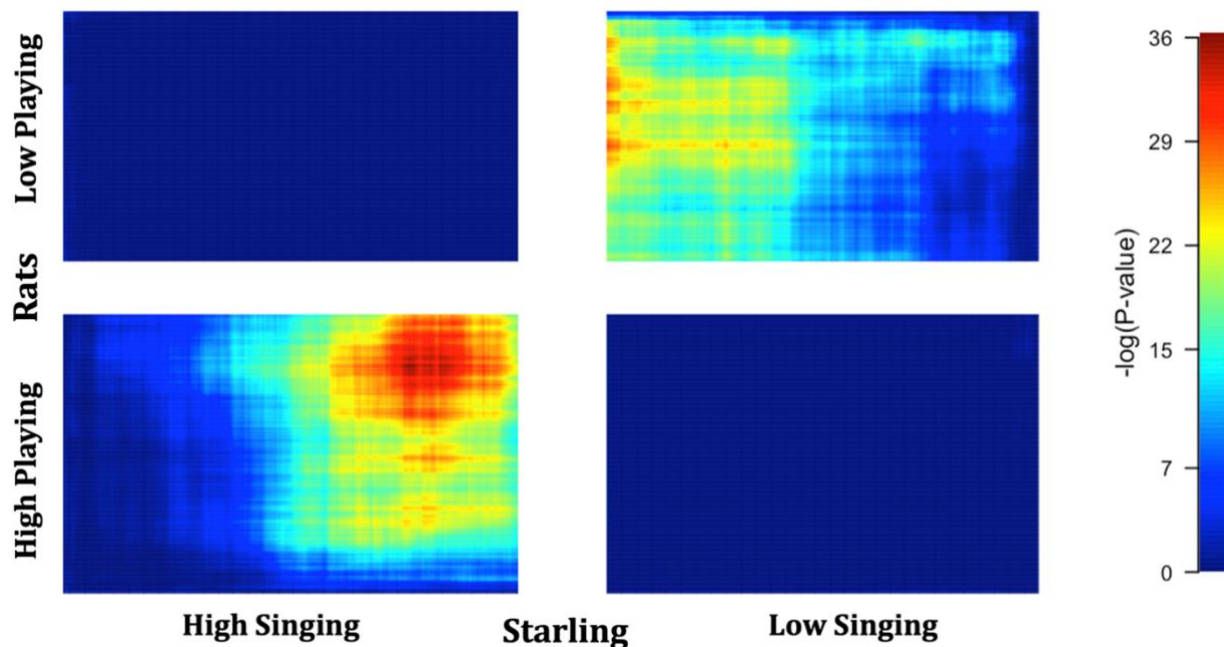 Low Playing
Rats
High Playing
High Singing
Starling
Low Singing
-log(P-value)
36
29
22
15
7
0